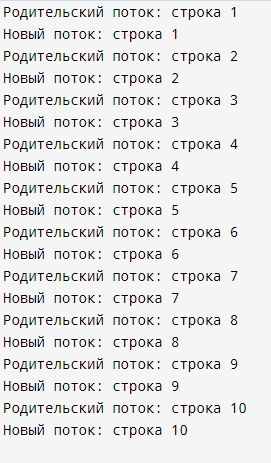 Родительский поток: строка 1
Новый поток: строка 1
Родительский поток: строка 2
Новый поток: строка 2
Родительский поток: строка 3
Новый поток: строка 3
Родительский поток: строка 4
Новый поток: строка 4
Родительский поток: строка 5
Новый поток: строка 5
Родительский поток: строка 6
Новый поток: строка 6
Родительский поток: строка 7
Новый поток: строка 7
Родительский поток: строка 8
Новый поток: строка 8
Родительский поток: строка 9
Новый поток: строка 9
Родительский поток: строка 10
Новый поток: строка 10